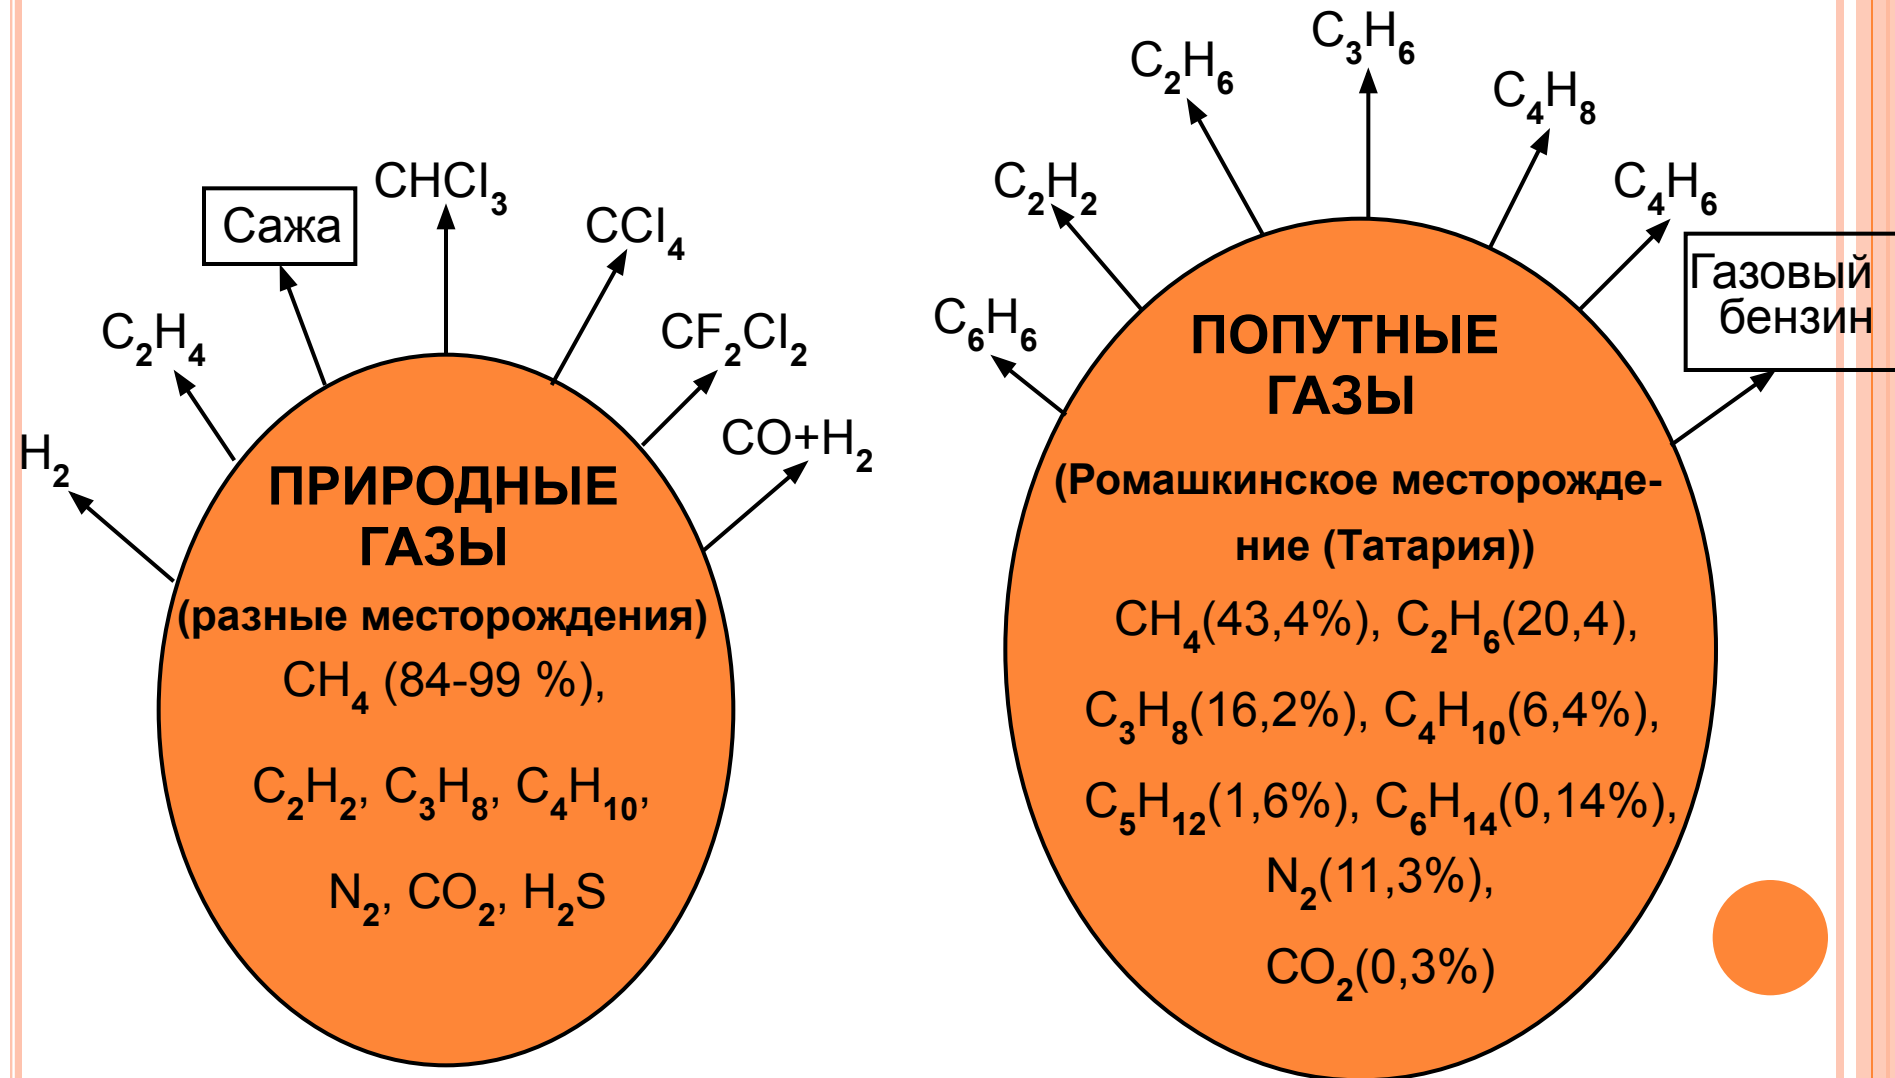 H₂
C₂H₄
Сажа
CHCl₃
CCl₄
CF₂Cl₂
CO+H₂
ПРИРОДНЫЕ
ГАЗЫ
(разные месторождения)
CH₄ (84-99 %),
C₂H₂, C₃H₈, C₄H₁₀,
N₂, CO₂, H₂S
C₆H₆
C₂H₂
C₂H₆
C₃H₆
C₄H₈
C₄H₆
Газовый
бензин
ПОПУТНЫЕ
ГАЗЫ
(Ромашкинское месторожде-
ние (Татария))
CH₄(43,4%), C₂H₆(20,4),
C₃H₈(16,2%), C₄H₁₀(6,4%),
C₅H₁₂(1,6%), C₆H₁₄(0,14%),
N₂(11,3%),
CO₂(0,3%)